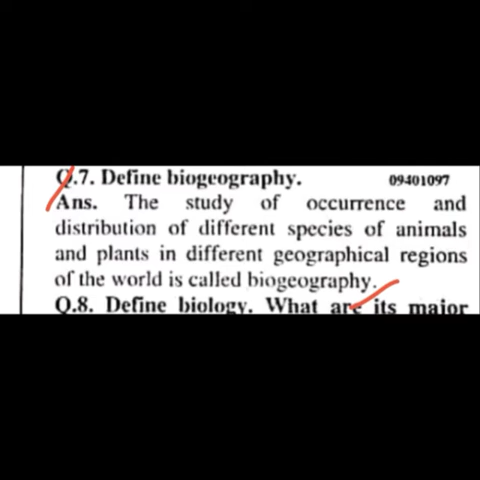 Q.7. Define biogeography. 09401097
Ans. The study of occurrence and
distribution of different species of animals
and plants in different geographical regions
of the world is called biogeography.
Q.8. Define biology. What are its major